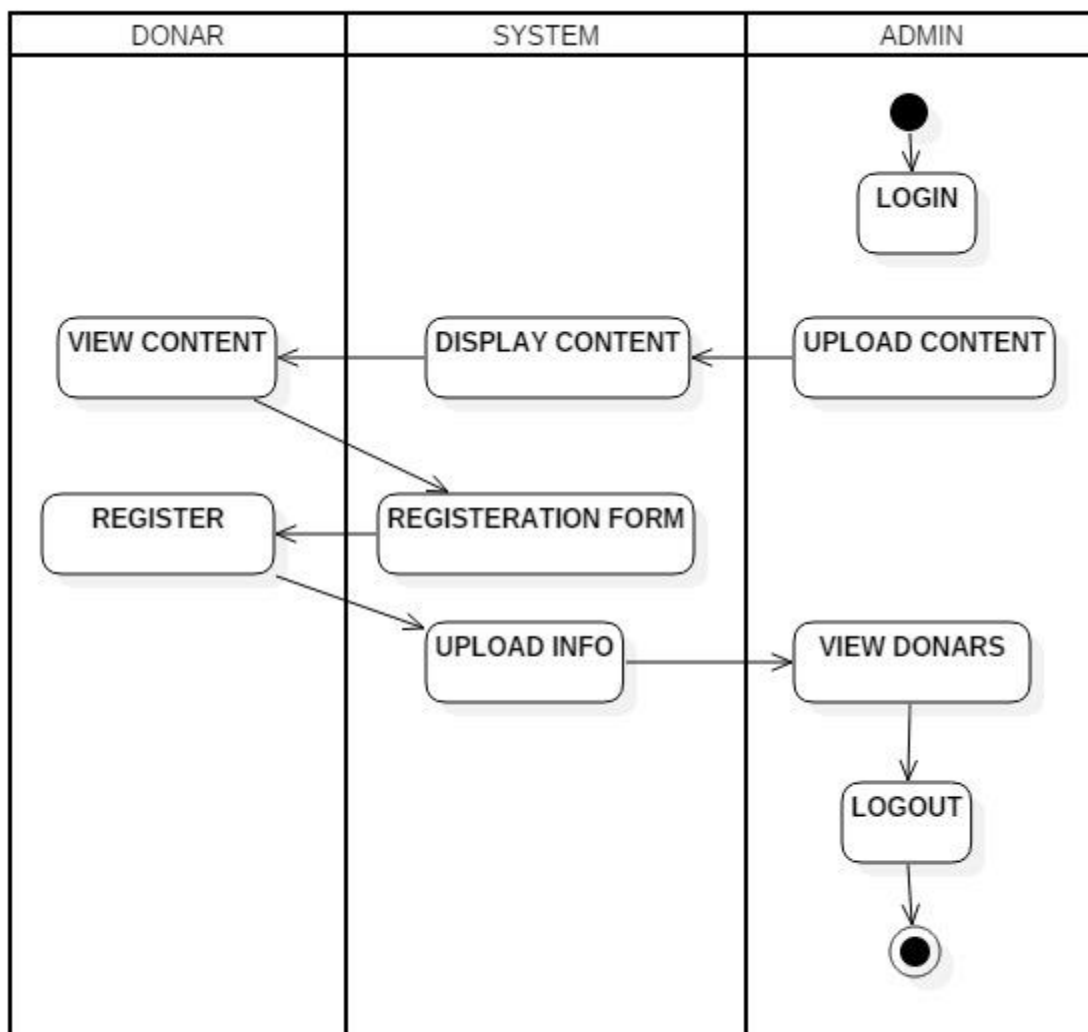 DONAR
SYSTEM
ADMIN
LOGIN
VIEW CONTENT
DISPLAY CONTENT
UPLOAD CONTENT
REGISTER
REGISTERATION FORM
UPLOAD INFO
VIEW DONARS
LOGOUT